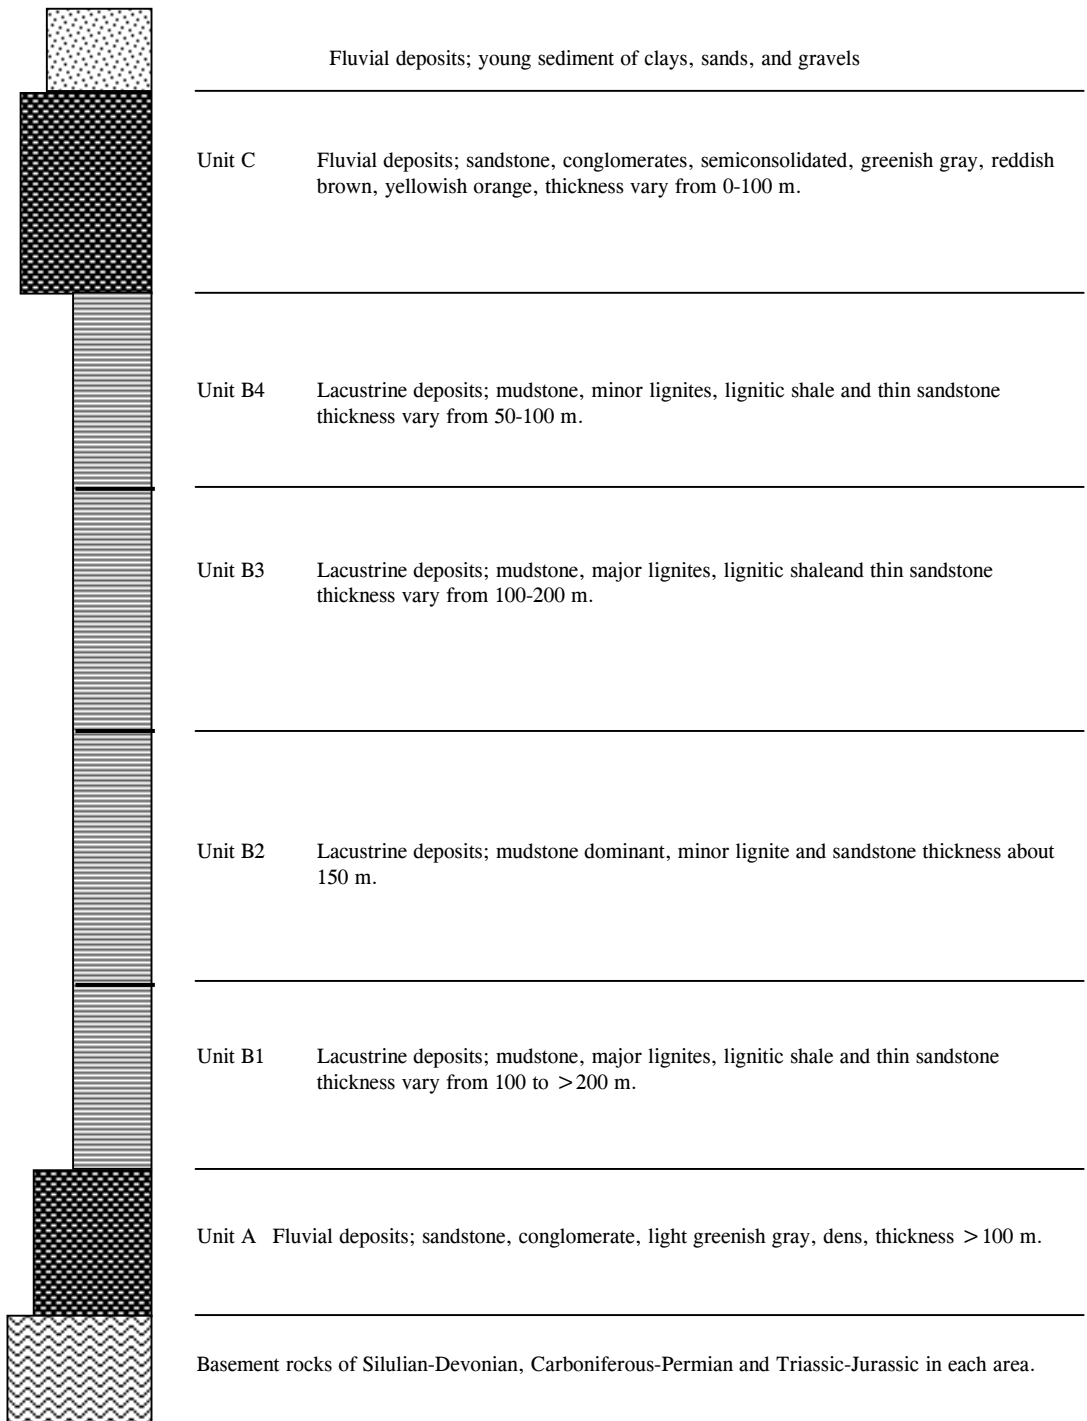 Fluvial deposits; young sediment of clays, sands, and gravels
Unit C Fluvial deposits; sandstone, conglomerates, semiconsolidated, greenish gray, reddish
brown, yellowish orange, thickness vary from 0-100 m.
Unit B4 Lacustrine deposits; mudstone, minor lignites, lignitic shale and thin sandstone
thickness vary from 50-100 m.
Unit B3 Lacustrine deposits; mudstone, major lignites, lignitic shaleand thin sandstone
thickness vary from 100-200 m.
Unit B2 Lacustrine deposits; mudstone dominant, minor lignite and sandstone thickness about
150 m.
Unit B1 Lacustrine deposits; mudstone, major lignites, lignitic shale and thin sandstone
thickness vary from 100 to >200 m.
Unit A Fluvial deposits; sandstone, conglomerate, light greenish gray, dens, thickness >100 m.
Basement rocks of Silulian-Devonian, Carboniferous-Permian and Triassic-Jurassic in each area.